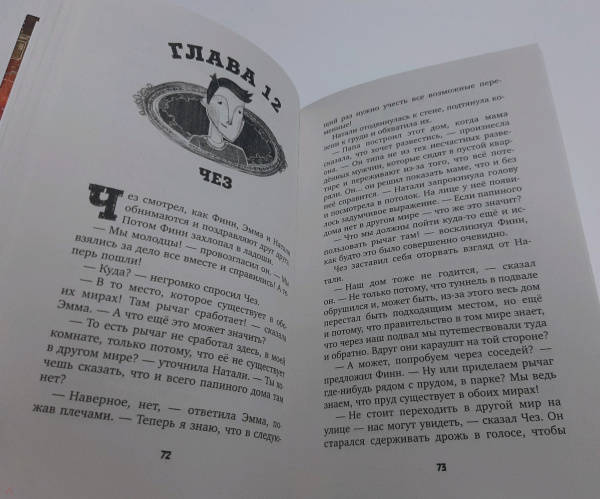 ГЛАВА 12
ЧЕЗ
Чез смотрел, как Финн, Эмма и Натали
обнимаются и поздравляют друг друга.
Потом Финн захлопал в ладоши.
— Мы молодцы! — провозгласил он. — Мы
взялись за дело все вместе и справились! А те-
перь пошли!
— Куда? — негромко спросил Чез.
— В то место, которое существует в обо-
их мирах! Там рычаг сработает! — сказала
Эмма. — А что ещё это может значить?
— То есть рычаг не сработал здесь, в моей
комнате, только потому, что её не существует
в другом мире? — уточнила Натали. — Ты хо-
чешь сказать, что и всего папиного дома там
нет?
— Наверное, нет, — ответила Эмма, по-
жав плечами. — Теперь я знаю, что в следую-
72
щий раз нужно учесть все возможные пере-
менные!
Натали отодвинулась к стене, подтянула ко-
лени к груди и обхватила их.
— Папа построил этот дом, когда мама
сказала, что хочет развестись, — произнесла
она. — Он типа не из тех несчастных разве-
дённых мужчин, которые сидят в пустой квар-
тире и переживают из-за того, что всё поте-
ряли. Он... он решил показать маме, что и без
неё справится. — Натали запрокинула голову
и посмотрела в потолок. На лице у неё появи-
лось задумчивое выражение. — Если папиного
дома нет в другом мире — что же это значит?
— Что мы должны пойти куда-то ещё и ис-
пользовать рычаг там! — воскликнул Финн,
как будто это было совершенно очевидно.
Чез заставил себя оторвать взгляд от На-
тали.
— Наш дом тоже не годится, — сказал
он. — Не только потому, что туннель в подвале
обрушился и, может быть, из-за этого весь дом
перестал быть подходящим местом, но ещё
и потому, что правительство в том мире знает,
что через наш подвал мы путешествовали туда
и обратно. Вдруг они караулят на той стороне?
— А может, попробуем через соседей? —
предложил Финн. — Ну или приделаем рычаг
где-нибудь рядом с прудом, в парке? Мы ведь
знаем, что пруд существует в обоих мирах!
— Не стоит переходить в другой мир на
улице — нас могут увидеть, — сказал Чез. Он
старался сдерживать дрожь в голосе, чтобы
73